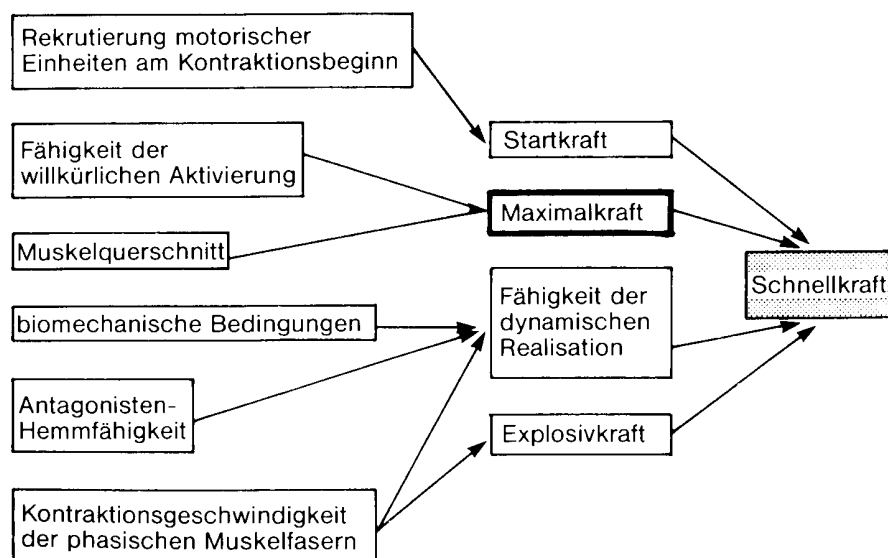 Rekrutierung motorischer
Einheiten am Kontraktionsbeginn
Fähigkeit der
willkürlichen Aktivierung
Muskelquerschnitt
biomechanische Bedingungen
Antagonisten-
Hemmfähigkeit
Kontraktionsgeschwindigkeit
der phasischen Muskelfasern
Startkraft
Maximalkraft
Fähigkeit der
dynamischen
Realisation
Explosivkraft
Schnellkraft